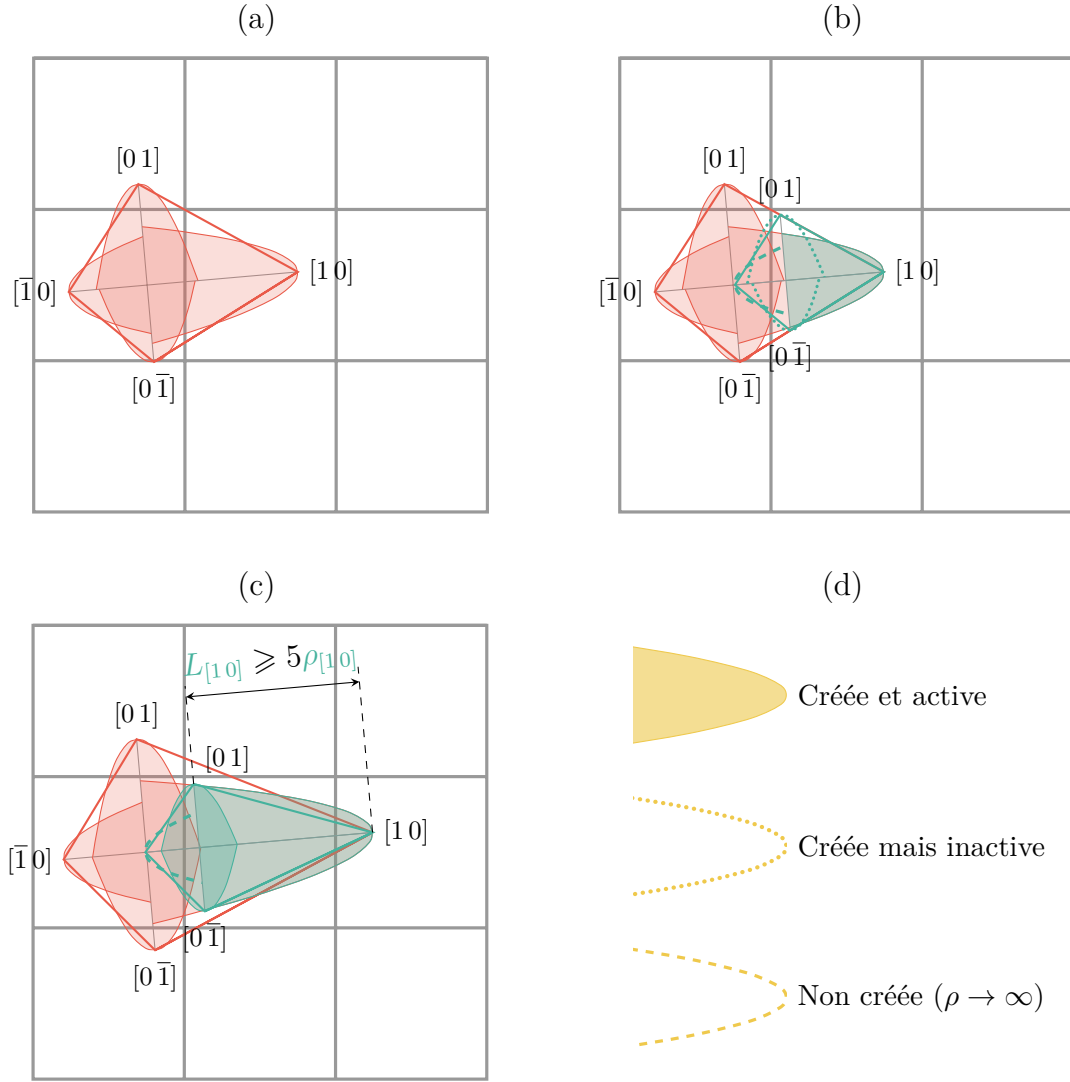 (a)
(b)
[0 1]
[1̅ 0]
[1 0]
[0 1̅]
[0 1]
[0 1]
[1̅ 0]
[1 0]
[0 1̅]
[0 1̅]
(c)
(d)
L[1 0] ⩾ 5ρ[1 0]
[0 1]
[0 1]
[1̅ 0]
[1 0]
[0 1̅]
[0 1̅]
Créée et active
Créée mais inactive
Non créée (ρ → ∞)